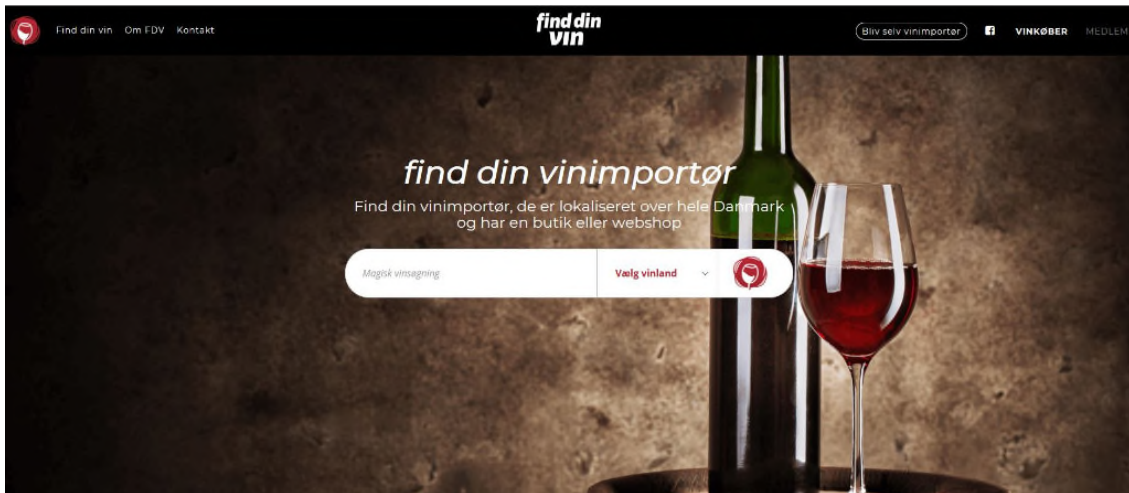 Find din vin Om FDV Kontakt
find din
vin
Bliv selv vinimportør
VINKØBER
MEDLEM
find din vinimportør
Find din vinimportør, de er lokaliseret over hele Danmark
og har en butik eller webshop
Magisk vinsøgning
Vælg vinland